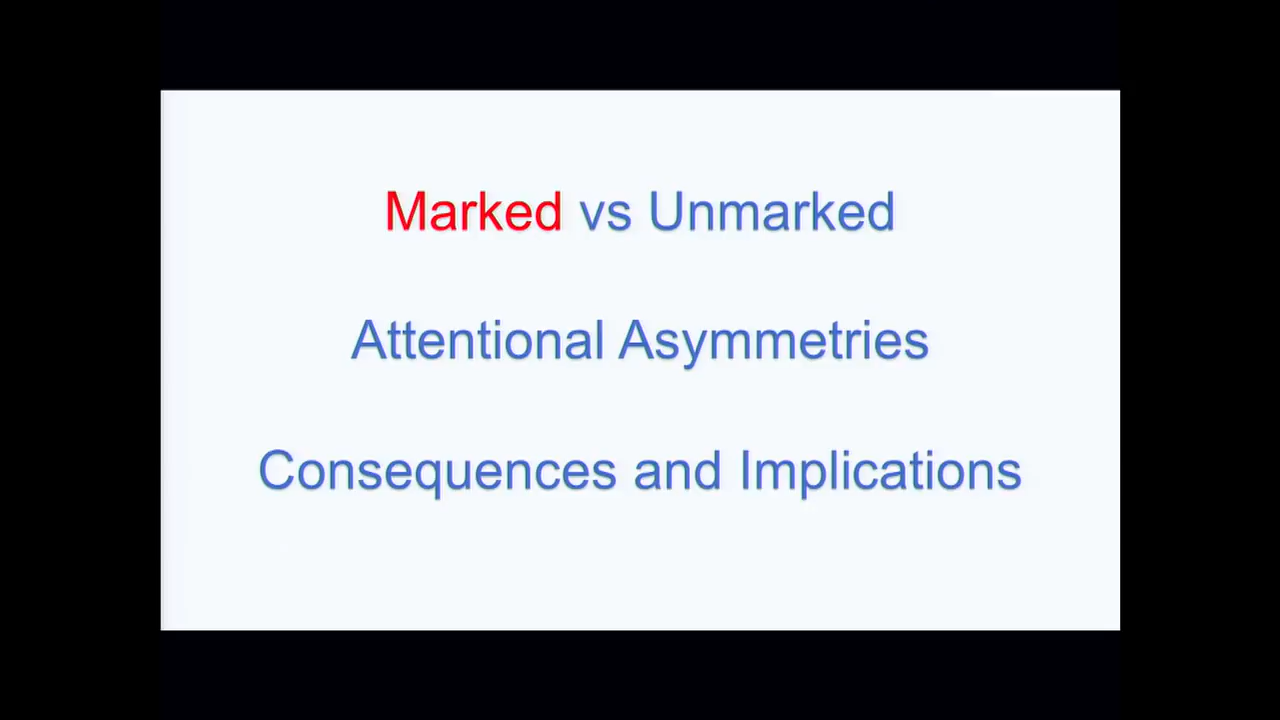 Marked vs Unmarked
Attentional Asymmetries
Consequences and Implications